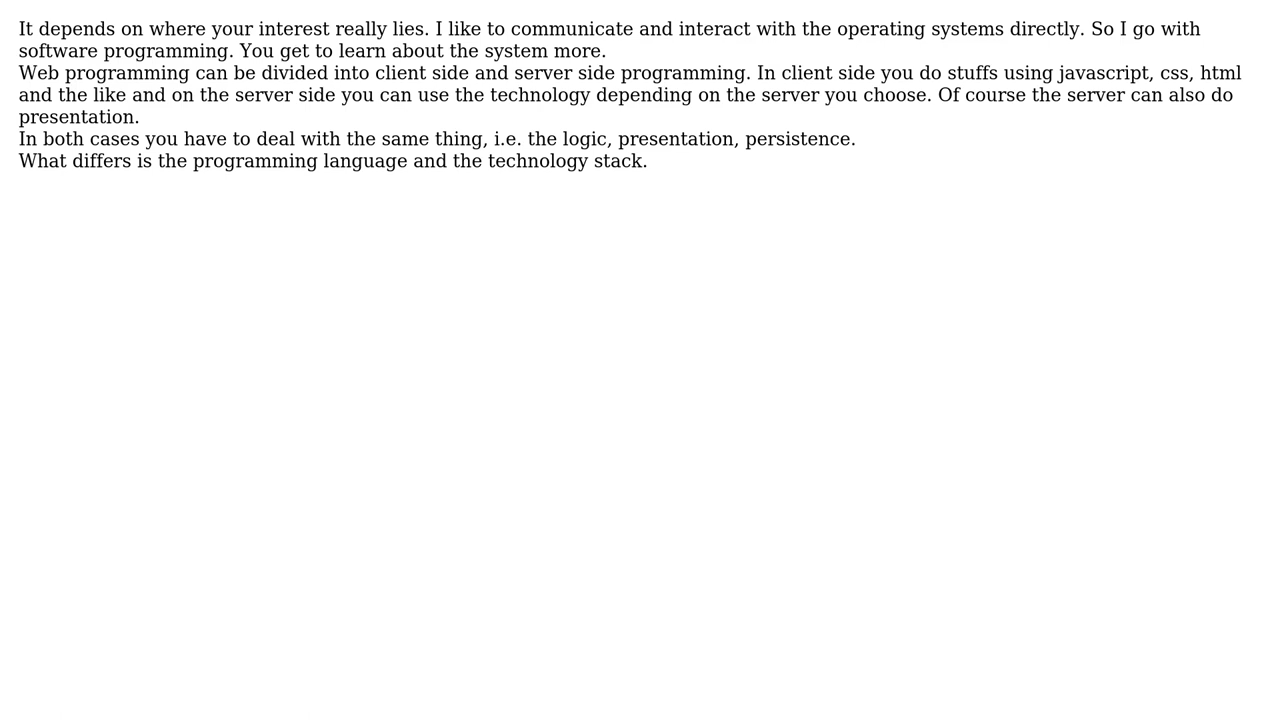 It depends on where your interest really lies. I like to communicate and interact with the operating systems directly. So I go with
software programming. You get to learn about the system more.
Web programming can be divided into client side and server side programming. In client side you do stuffs using javascript, css, html
and the like and on the server side you can use the technology depending on the server you choose. Of course the server can also do
presentation.
In both cases you have to deal with the same thing, i.e. the logic, presentation, persistence.
What differs is the programming language and the technology stack.